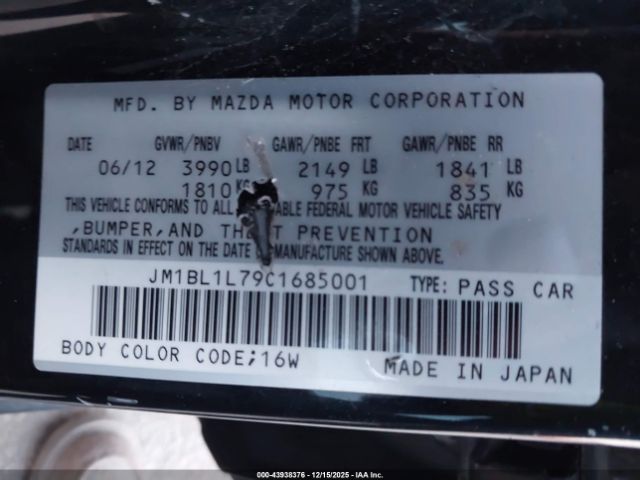 MFD. BY MAZDA MOTOR CORPORATION
DATE GVWR/PNBV GAWR/PNBE FRT GAWR/PNBE RR
06/12 3990 LB 2149 LB 1841 LB
1810 KG 975 KG 835 KG
THIS VEHICLE CONFORMS TO ALL FEDERAL MOTOR VEHICLE SAFETY
,BUMPER,AND PREVENTION
STANDARDS IN EFFECT ON THE DATE MANUFACTURE SHOWN ABOVE.
JM1BL1L79C1685001 TYPE: PASS CAR
BODY COLOR CODE;16W MADE IN JAPAN
000-43938376 - 12/15/2025 - IAA Inc.